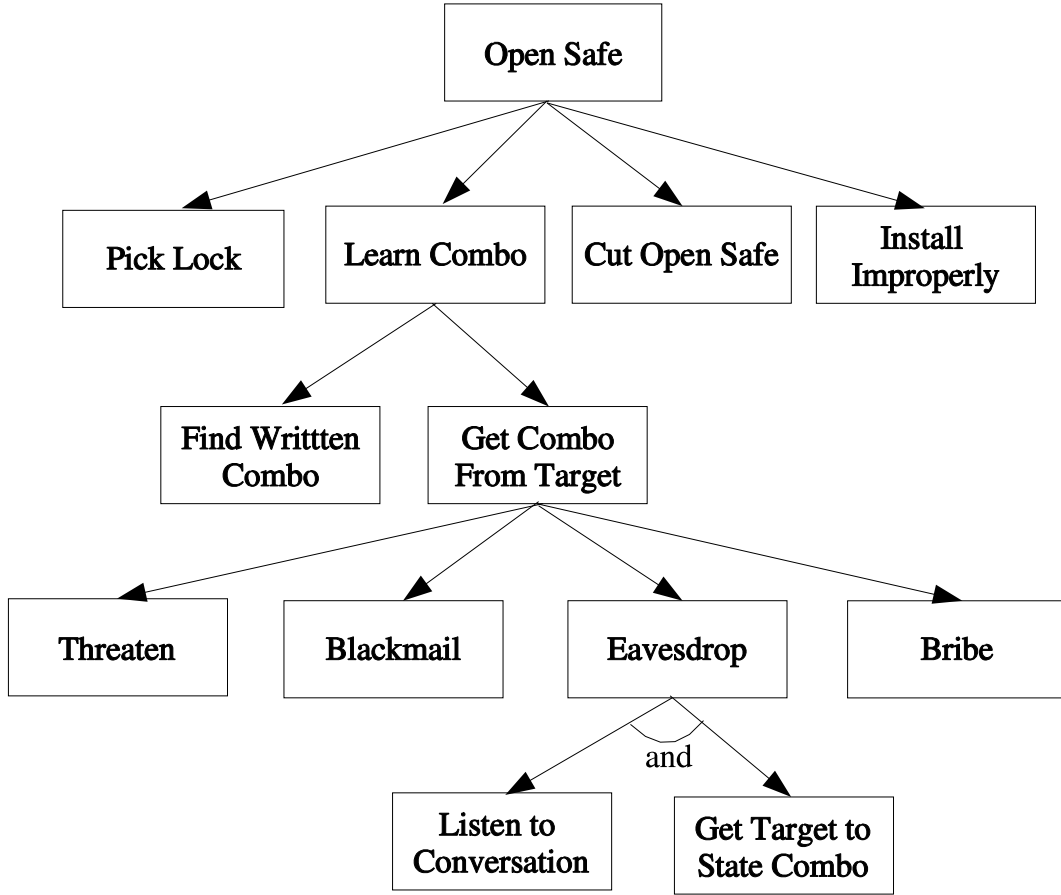 Open Safe
Pick Lock
Learn Combo
Cut Open Safe
Install
Improperly
Find Writtten
Combo
Get Combo
From Target
Threaten
Blackmail
Eavesdrop
Bribe
and
Listen to
Conversation
Get Target to
State Combo